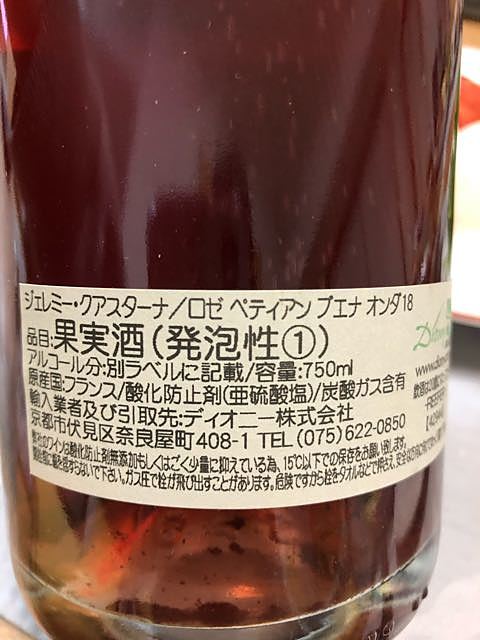 ジェレミー・クアスターナ/ロゼ ペティアン ブエナ オンダ18
品目:果実酒(発泡性①)
アルコール分:別ラベルに記載/容量:750ml
原産国:フランス/酸化防止剤(亜硫酸塩)/炭酸ガス含有
輸入業者及び引取先:ディオニー株式会社
京都市伏見区奈良屋町408-1 TEL(075)622-0850
弊社のワインは酸化防止剤無添加もしくはごく少量に抑えている為、15℃以下での保存をお願い致します。
ガス圧で栓が飛び出すことがあります。危険ですから栓をタオルなどで押さえ、